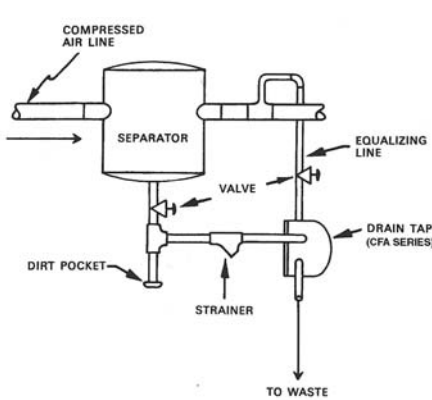 COMPRESSED
AIR LINE
SEPARATOR
EQUALIZING
LINE
VALVE
DRAIN TAP
(CFA SERIES)
DIRT POCKET
STRAINER
TO WASTE